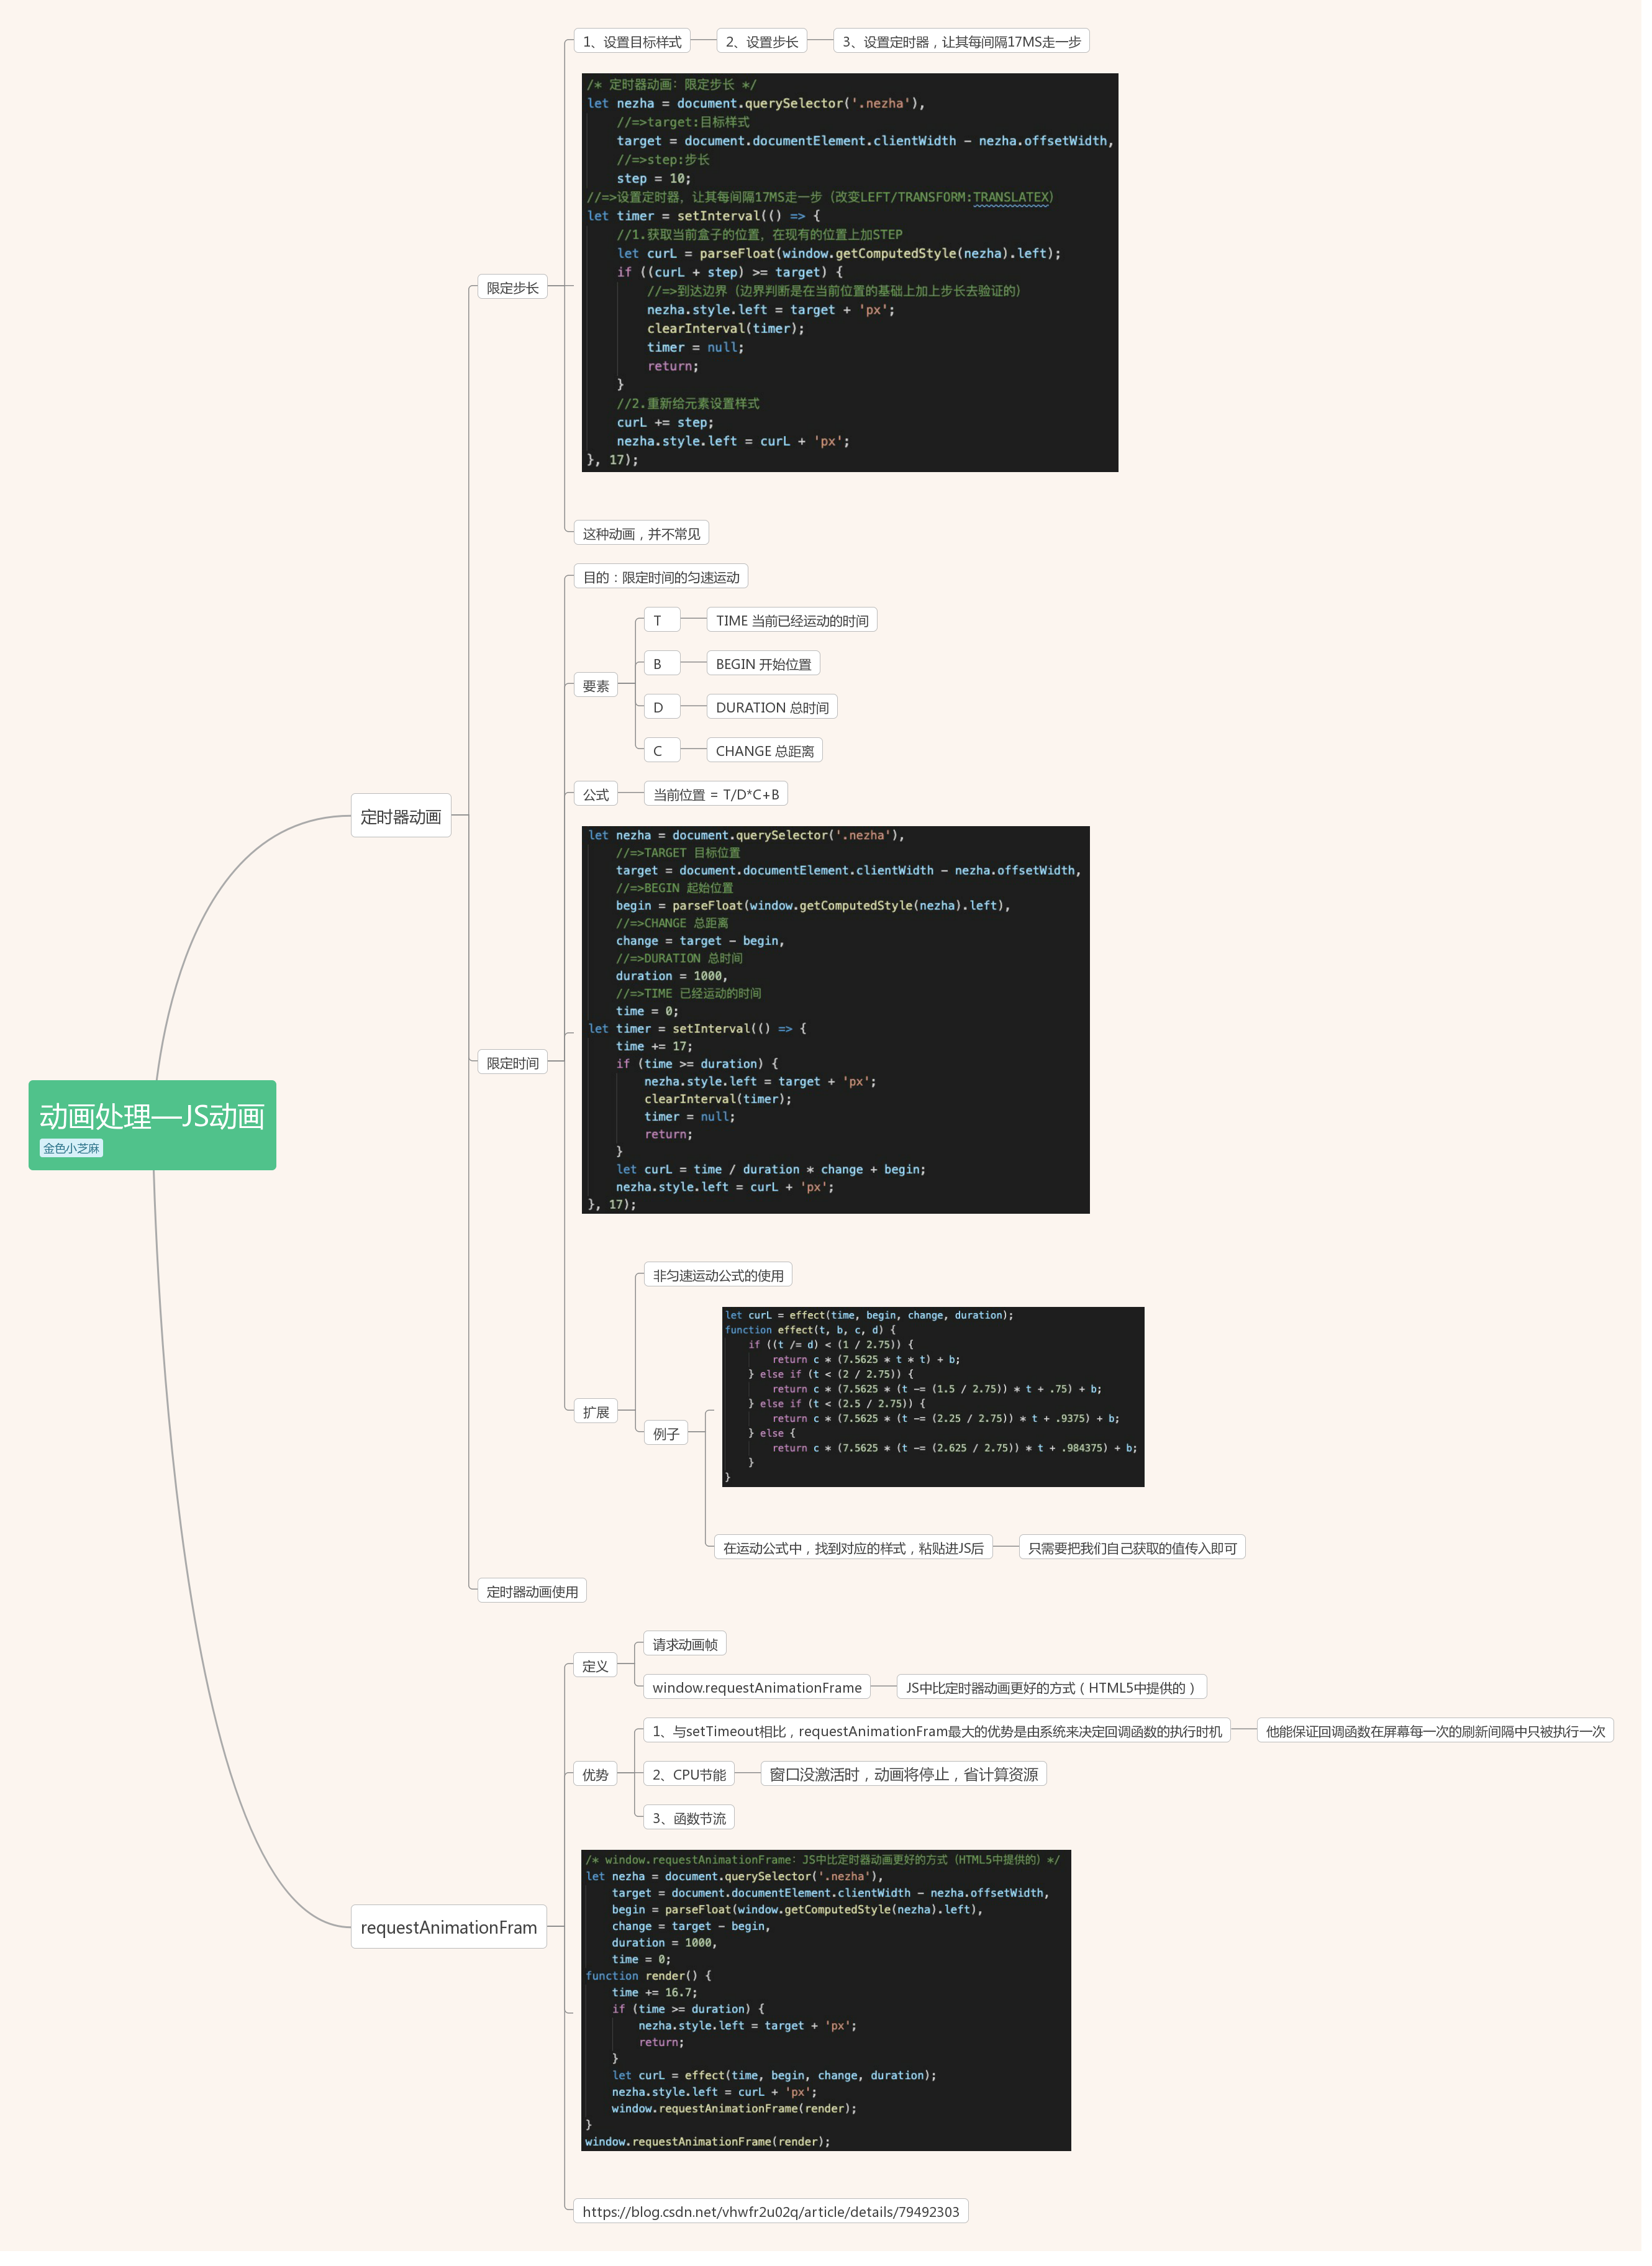 动画处理—JS动画
金色小芝麻
定时器动画
限定步长
1、设置目标样式
2、设置步长
3、设置定时器，让其每间隔17MS走一步
/* 定时器动画：限定步长 */
let nezha = document.querySelector('.nezha'),
    //=>target:目标样式
    target = document.documentElement.clientWidth - nezha.offsetWidth,
    //=>step:步长
    step = 10;
//=>设置定时器，让其每间隔17MS走一步（改变LEFT/TRANSFORM:TRANSLATEX）
let timer = setInterval(() => {
    //1.获取当前盒子的位置，在现有的位置上加STEP
    let curL = parseFloat(window.getComputedStyle(nezha).left);
    if ((curL + step) >= target) {
        //=>到达边界（边界判断是在当前位置的基础上加上步长去验证的）
        nezha.style.left = target + 'px';
        clearInterval(timer);
        timer = null;
        return;
    }
    //2.重新给元素设置样式
    curL += step;
    nezha.style.left = curL + 'px';
}, 17);
这种动画，并不常见
限定时间
目的：限定时间的匀速运动
要素
T
TIME 当前已经运动的时间
B
BEGIN 开始位置
D
DURATION 总时间
C
CHANGE 总距离
公式
当前位置 = T/D*C+B
let nezha = document.querySelector('.nezha'),
    //=>TARGET 目标位置
    target = document.documentElement.clientWidth - nezha.offsetWidth,
    //=>BEGIN 起始位置
    begin = parseFloat(window.getComputedStyle(nezha).left),
    //=>CHANGE 总距离
    change = target - begin,
    //=>DURATION 总时间
    duration = 1000,
    //=>TIME 已经运动的时间
    time = 0;
let timer = setInterval(() => {
    time += 17;
    if (time >= duration) {
        nezha.style.left = target + 'px';
        clearInterval(timer);
        timer = null;
        return;
    }
    let curL = time / duration * change + begin;
    nezha.style.left = curL + 'px';
}, 17);
扩展
非匀速运动公式的使用
例子
let curL = effect(time, begin, change, duration);
function effect(t, b, c, d) {
    if ((t /= d) < (1 / 2.75)) {
        return c * (7.5625 * t * t) + b;
    } else if (t < (2 / 2.75)) {
        return c * (7.5625 * (t -= (1.5 / 2.75)) * t + .75) + b;
    } else if (t < (2.5 / 2.75)) {
        return c * (7.5625 * (t -= (2.25 / 2.75)) * t + .9375) + b;
    } else {
        return c * (7.5625 * (t -= (2.625 / 2.75)) * t + .984375) + b;
    }
}
在运动公式中，找到对应的样式，粘贴进JS后
只需要把我们自己获取的值传入即可
定时器动画使用
requestAnimationFram
定义
请求动画帧
window.requestAnimationFrame
JS中比定时器动画更好的方式（HTML5中提供的）
优势
1、与setTimeout相比，requestAnimationFram最大的优势是由系统来决定回调函数的执行时机
他能保证回调函数在屏幕每一次的刷新间隔中只被执行一次
2、CPU节能
窗口没激活时，动画将停止，省计算资源
3、函数节流
/* window.requestAnimationFrame：JS中比定时器动画更好的方式（HTML5中提供的）*/
let nezha = document.querySelector('.nezha'),
    target = document.documentElement.clientWidth - nezha.offsetWidth,
    begin = parseFloat(window.getComputedStyle(nezha).left),
    change = target - begin,
    duration = 1000,
    time = 0;
function render() {
    time += 16.7;
    if (time >= duration) {
        nezha.style.left = target + 'px';
        return;
    }
    let curL = effect(time, begin, change, duration);
    nezha.style.left = curL + 'px';
    window.requestAnimationFrame(render);
}
window.requestAnimationFrame(render);
https://blog.csdn.net/vhwfr2u02q/article/details/79492303